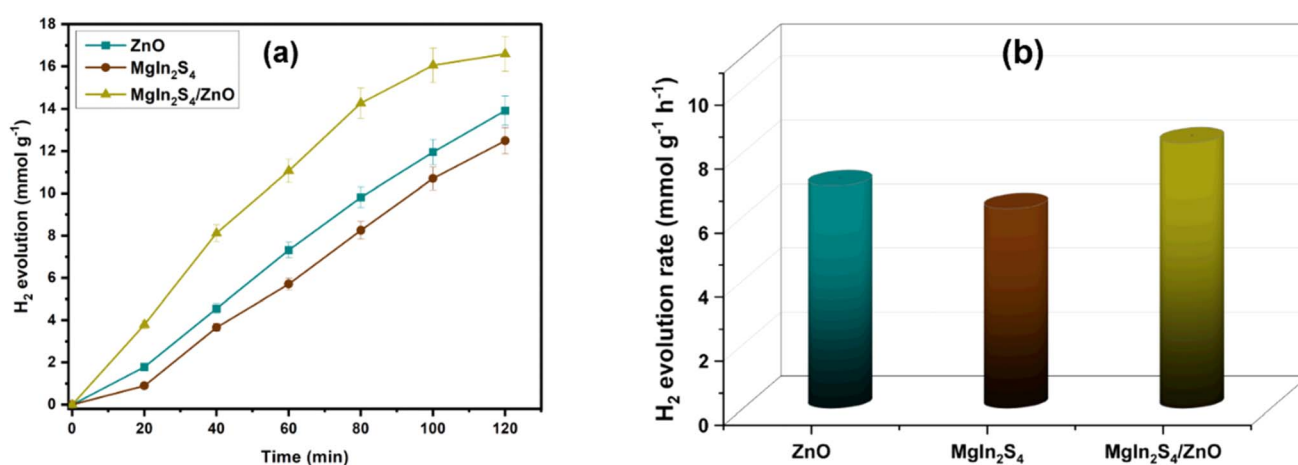 (a)
ZnO
MgIn₂S₄
MgIn₂S₄/ZnO
18
16
14
12
10
8
6
4
2
0
H₂ evolution (mmol g⁻¹)
0 20 40 60 80 100 120
Time (min)
(b)
10
8
6
4
2
0
H₂ evolution rate (mmol g⁻¹ h⁻¹)
ZnO MgIn₂S₄ MgIn₂S₄/ZnO